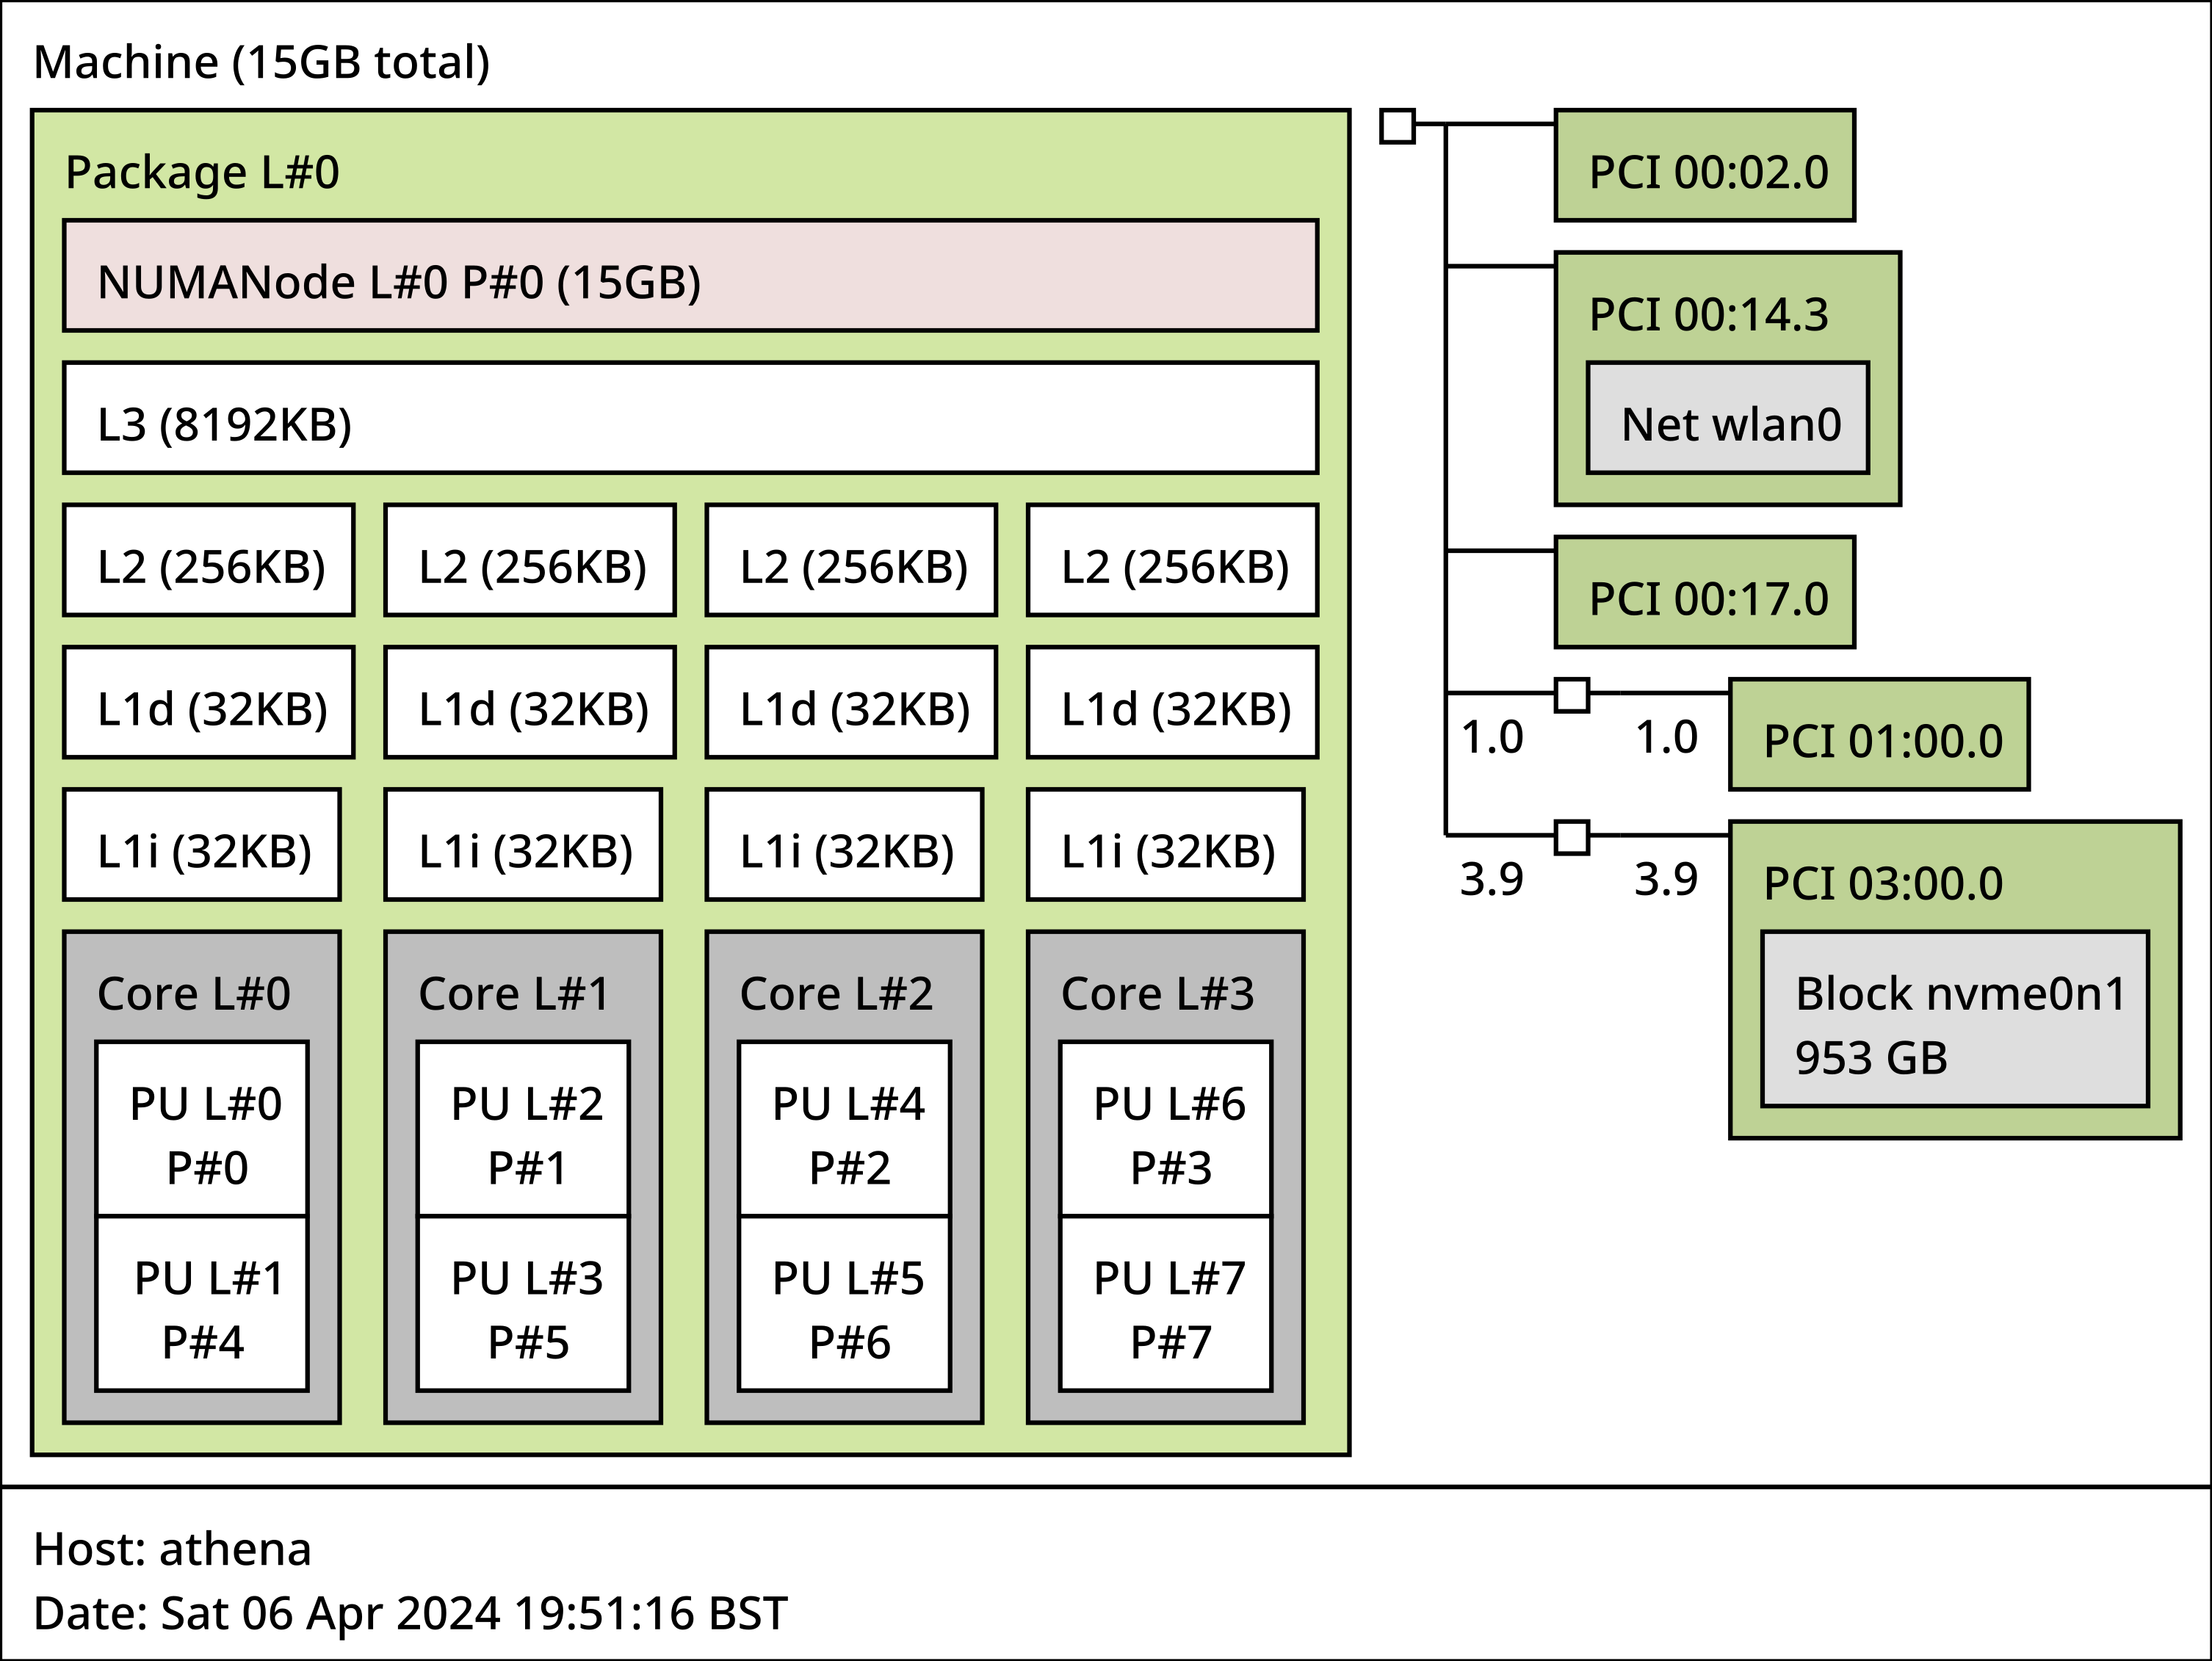 Machine (15GB total)
Package L#0
NUMANode L#0 P#0 (15GB)
L3 (8192KB)
L2 (256KB) L2 (256KB) L2 (256KB) L2 (256KB)
L1d (32KB) L1d (32KB) L1d (32KB) L1d (32KB)
L1i (32KB) L1i (32KB) L1i (32KB) L1i (32KB)
Core L#0 Core L#1 Core L#2 Core L#3
PU L#0 PU L#2 PU L#4 PU L#6
P#0 P#1 P#2 P#3
PU L#1 PU L#3 PU L#5 PU L#7
P#4 P#5 P#6 P#7
PCI 00:02.0
PCI 00:14.3
Net wlan0
PCI 00:17.0
1.0 1.0 PCI 01:00.0
3.9 3.9 PCI 03:00.0
Block nvme0n1
953 GB
Host: athena
Date: Sat 06 Apr 2024 19:51:16 BST